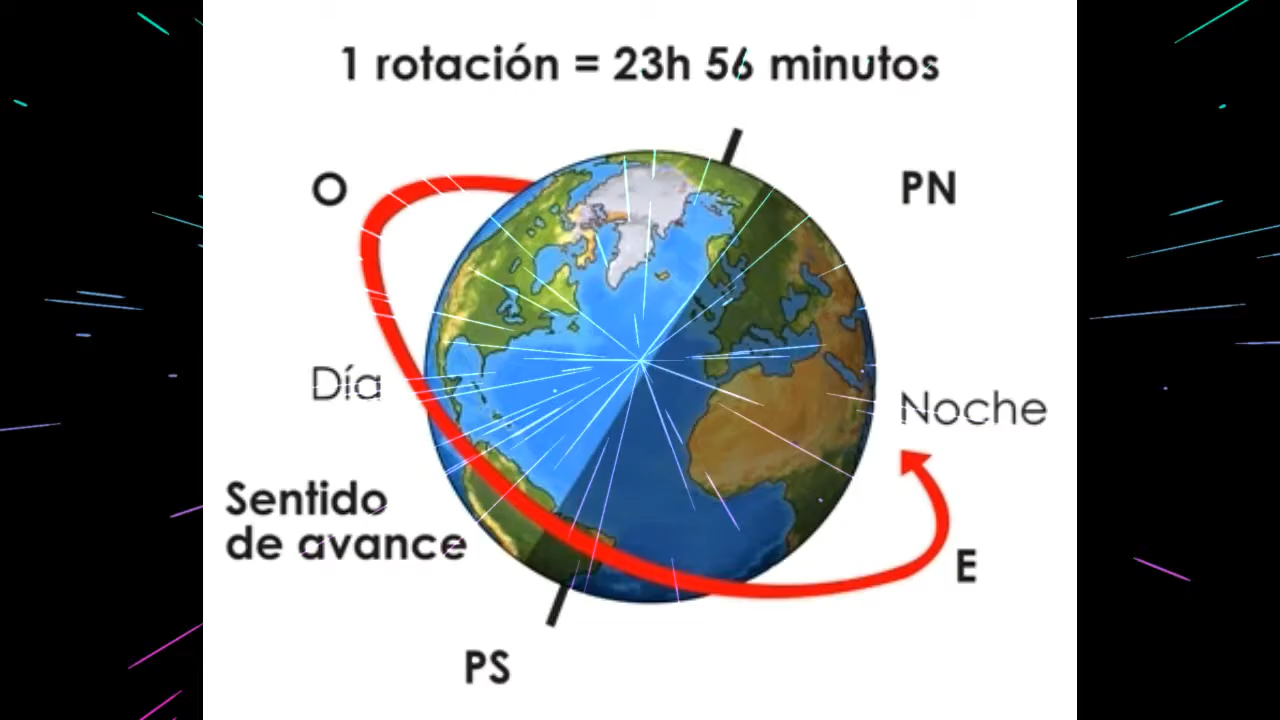 1 rotación = 23h 56 minutos
O
PN
Día
Noche
Sentido
de avance
E
PS